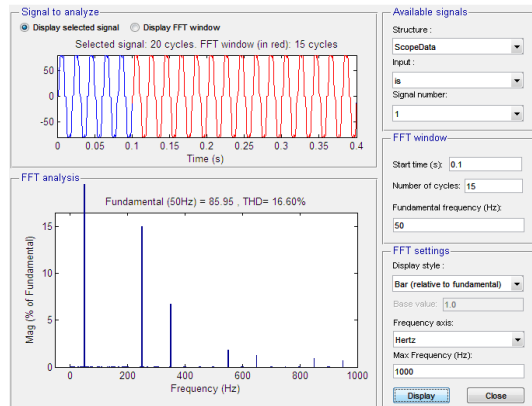 Signal to analyze
Display selected signal Display FFT window
Selected signal: 20 cycles. FFT window (in red): 15 cycles
50
0
-50
0 0.05 0.1 0.15 0.2 0.25 0.3 0.35 0.4
Time (s)
FFT analysis
Fundamental (50Hz) = 85.95 , THD= 16.60%
Mag (% of Fundamental)
15
10
5
0
0 200 400 600 800 1000
Frequency (Hz)
Available signals
Structure :
ScopeData
Input :
is
Signal number:
1
FFT window
Start time (s): 0.1
Number of cycles: 15
Fundamental frequency (Hz):
50
FFT settings
Display style :
Bar (relative to fundamental)
Base value: 1.0
Frequency axis:
Hertz
Max Frequency (Hz):
1000
Display Close